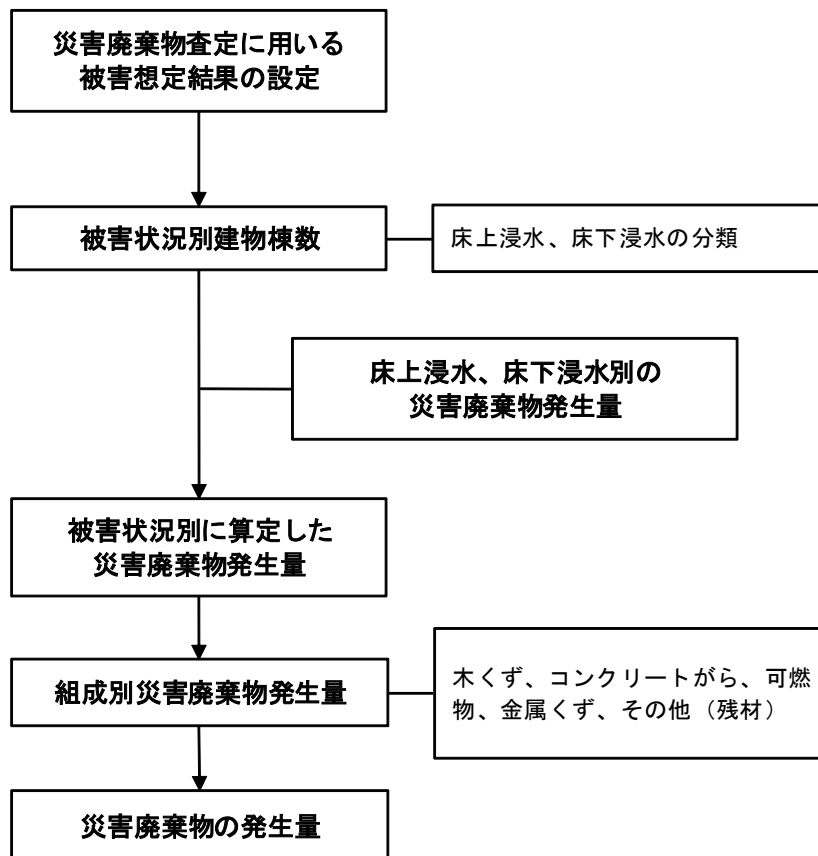 災害廃棄物査定に用いる
被害想定結果の設定
被害状況別建物棟数
床上浸水、床下浸水の分類
床上浸水、床下浸水別の
災害廃棄物発生量
被害状況別に算定した
災害廃棄物発生量
組成別災害廃棄物発生量
木くず、コンクリートがら、可燃
物、金属くず、その他（残材）
災害廃棄物の発生量